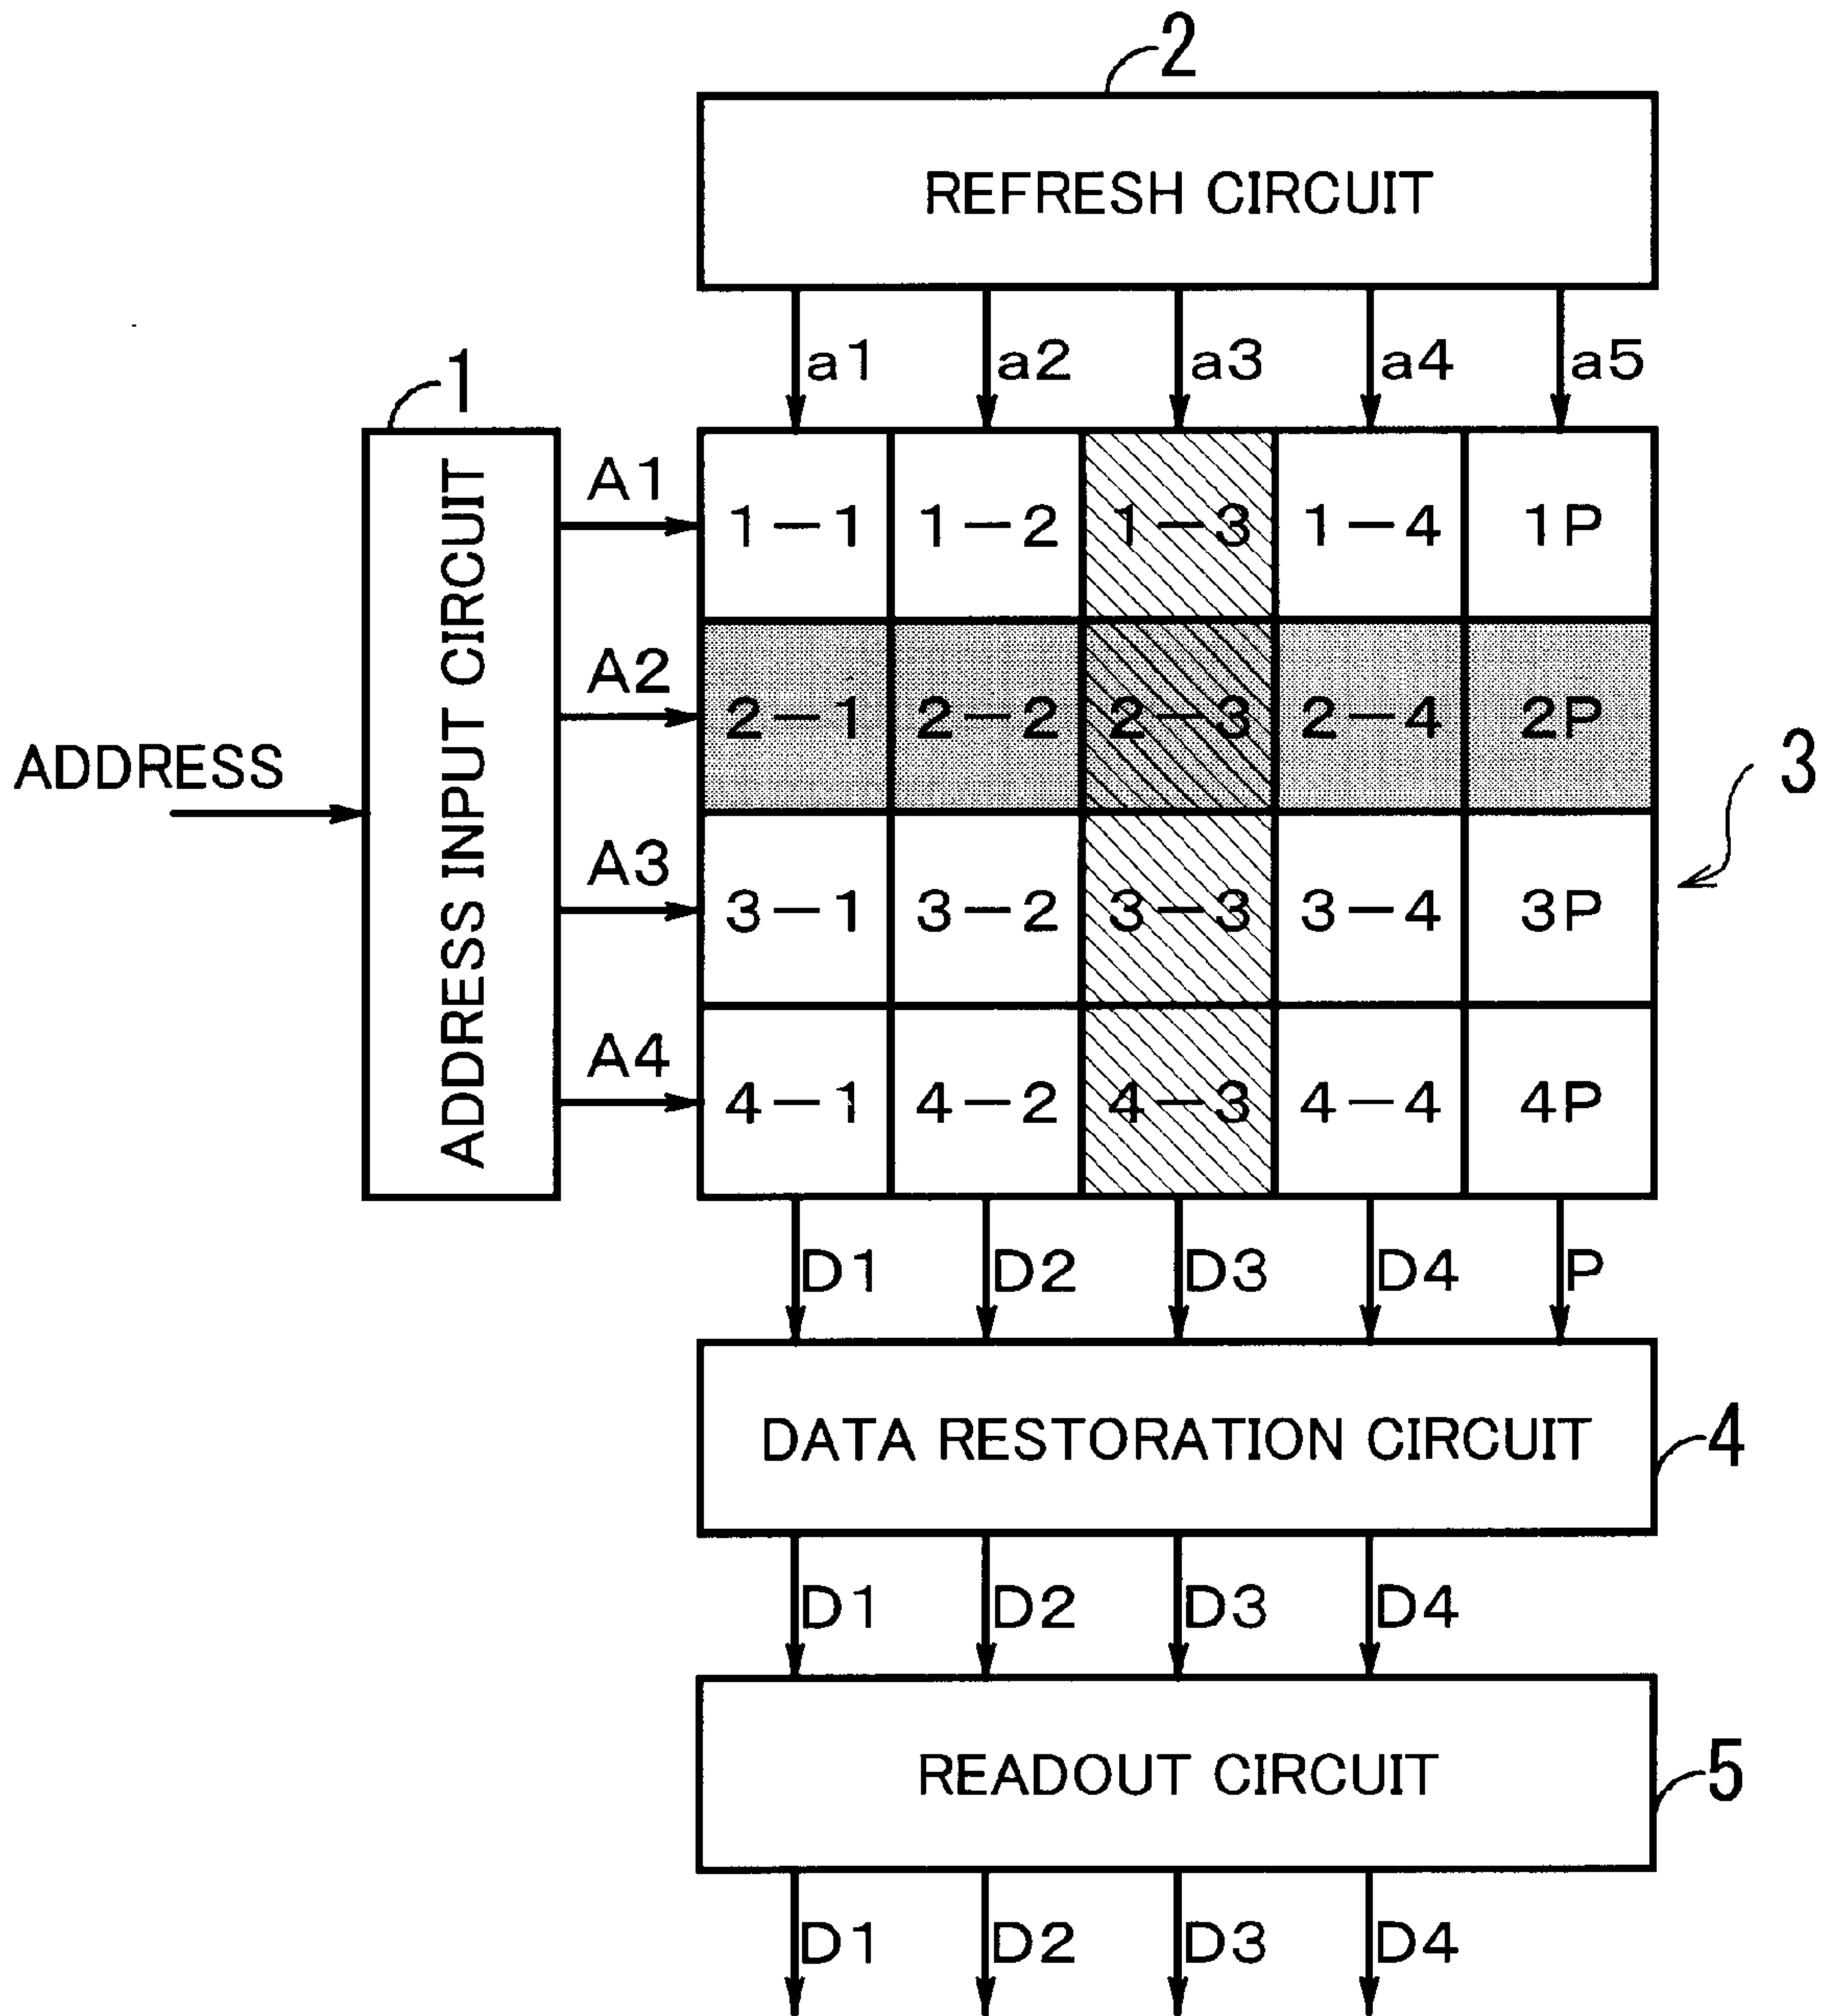 2
REFRESH CIRCUIT
a1 a2 a3 a4 a5
1
ADDRESS INPUT CIRCUIT
ADDRESS
A1
1-1 1-2 1-3 1-4 1P
A2
2-1 2-2 2-3 2-4 2P
3
A3
3-1 3-2 3-3 3-4 3P
A4
4-1 4-2 4-3 4-4 4P
D1 D2 D3 D4 P
DATA RESTORATION CIRCUIT
4
D1 D2 D3 D4
READOUT CIRCUIT
5
D1 D2 D3 D4